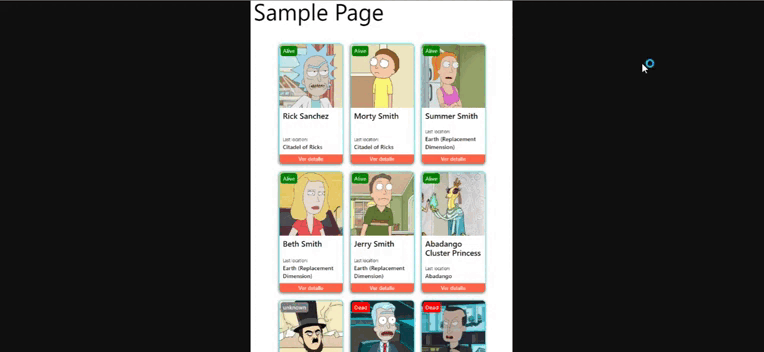 Sample Page
Alive
Alive
Alive
Rick Sanchez
Morty Smith
Summer Smith
Last location:
Citadel of Ricks
Last location:
Citadel of Ricks
Last location:
Earth (Replacement
Dimension)
Ver detalle
Ver detalle
Ver detalle
Alive
Alive
Alive
Beth Smith
Jerry Smith
Abadango
Cluster Princess
Last location:
Earth (Replacement
Dimension)
Last location:
Earth (Replacement
Dimension)
Last location:
Abadango
Ver detalle
Ver detalle
Ver detalle
unknown
Dead
Dead